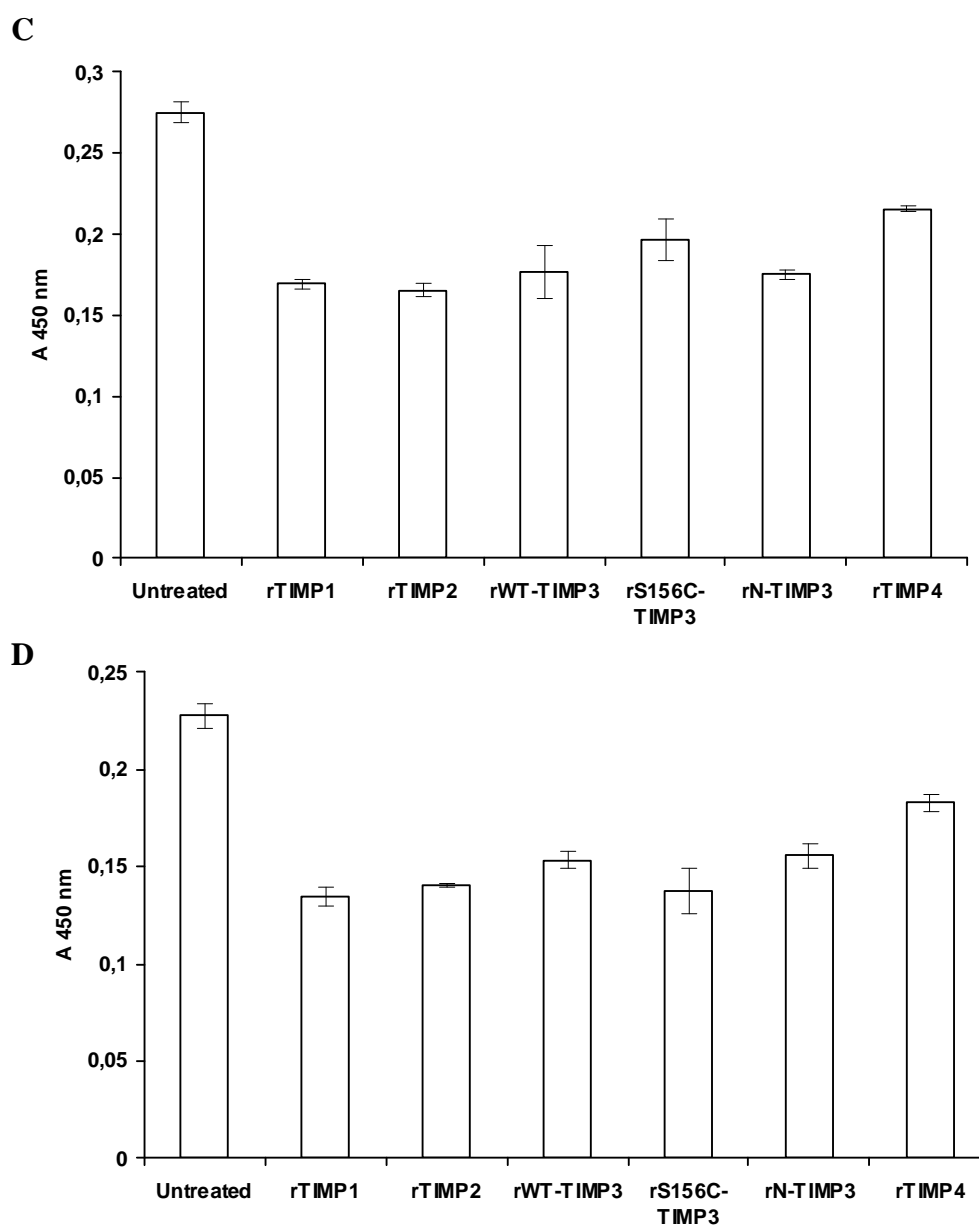 C
0,3
0,25
0,2
0,15
0,1
0,05
0
A 450 nm
Untreated rTIMP1 rTIMP2 rWT-TIMP3 rS156C- rN-TIMP3 rTIMP4
TIMP3
D
0,25
0,2
0,15
0,1
0,05
0
A 450 nm
Untreated rTIMP1 rTIMP2 rWT-TIMP3 rS156C- rN-TIMP3 rTIMP4
TIMP3